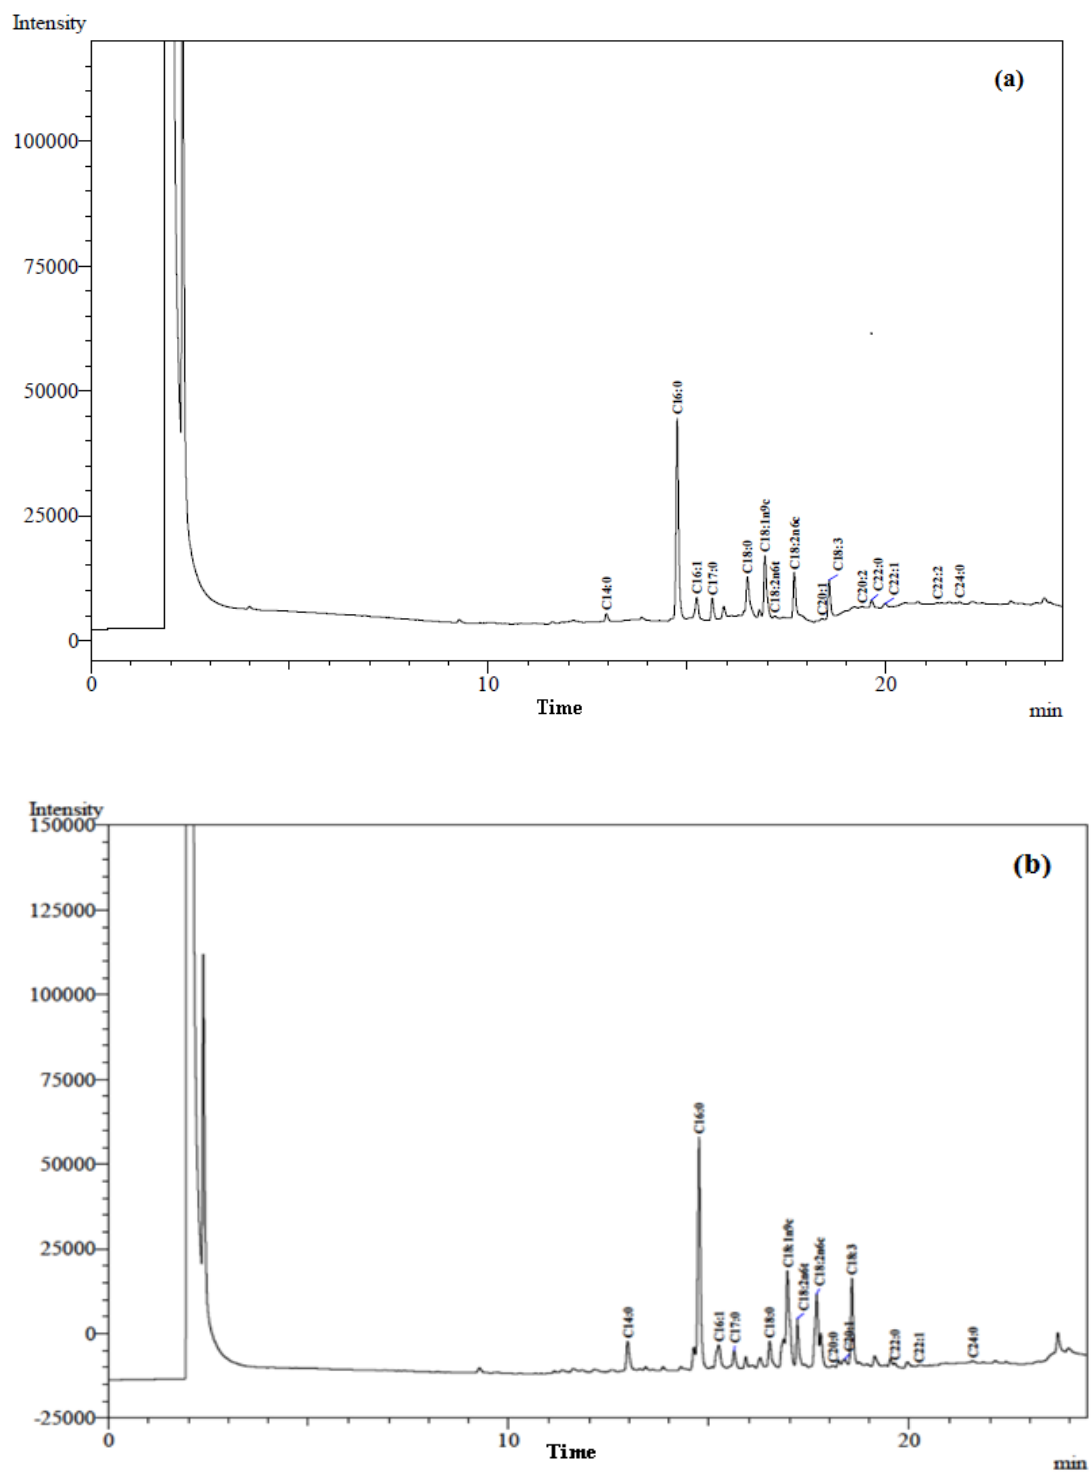 Intensity
(a)
100000
75000
50000
25000
0
C14:0
C16:0
C16:1
C17:0
C18:0
C18:1n9c
C18:2n6t
C18:2n6c
C20:1
C18:3
C20:2
C22:0
C22:1
C22:2
C24:0
0
10
20
Time
min
Intensity
150000
(b)
125000
100000
75000
50000
25000
0
-25000
C14:0
C16:0
C16:1
C17:0
C18:0
C18:1n9c
C18:2n6t
C18:2n6c
C20:0
C20:1
C18:3
C22:0
C22:1
C24:0
0
10
20
Time
min